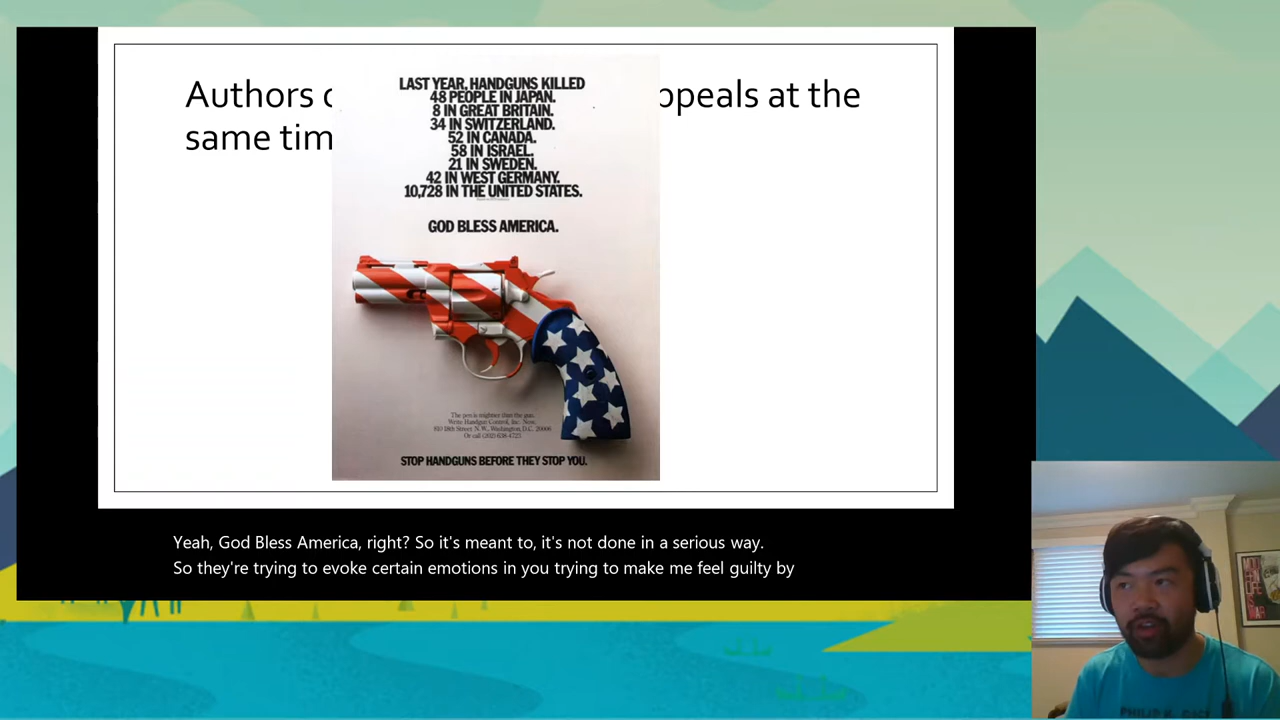 Authors c
ppeals at the
same tim
LAST YEAR, HANDGUNS KILLED
48 PEOPLE IN JAPAN.
8 IN GREAT BRITAIN.
34 IN SWITZERLAND.
52 IN CANADA.
58 IN ISRAEL.
21 IN SWEDEN.
42 IN WEST GERMANY.
10,728 IN THE UNITED STATES.
GOD BLESS AMERICA.
The pen is mightier than the gun.
Write Handgun Control, Inc. Now.
810 18th Street N.W., Washington, D.C. 20006
Or call (202) 638-4723
STOP HANDGUNS BEFORE THEY STOP YOU.
Yeah, God Bless America, right? So it's meant to, it's not done in a serious way.
So they're trying to evoke certain emotions in you trying to make me feel guilty by
PHILIP K. DICK